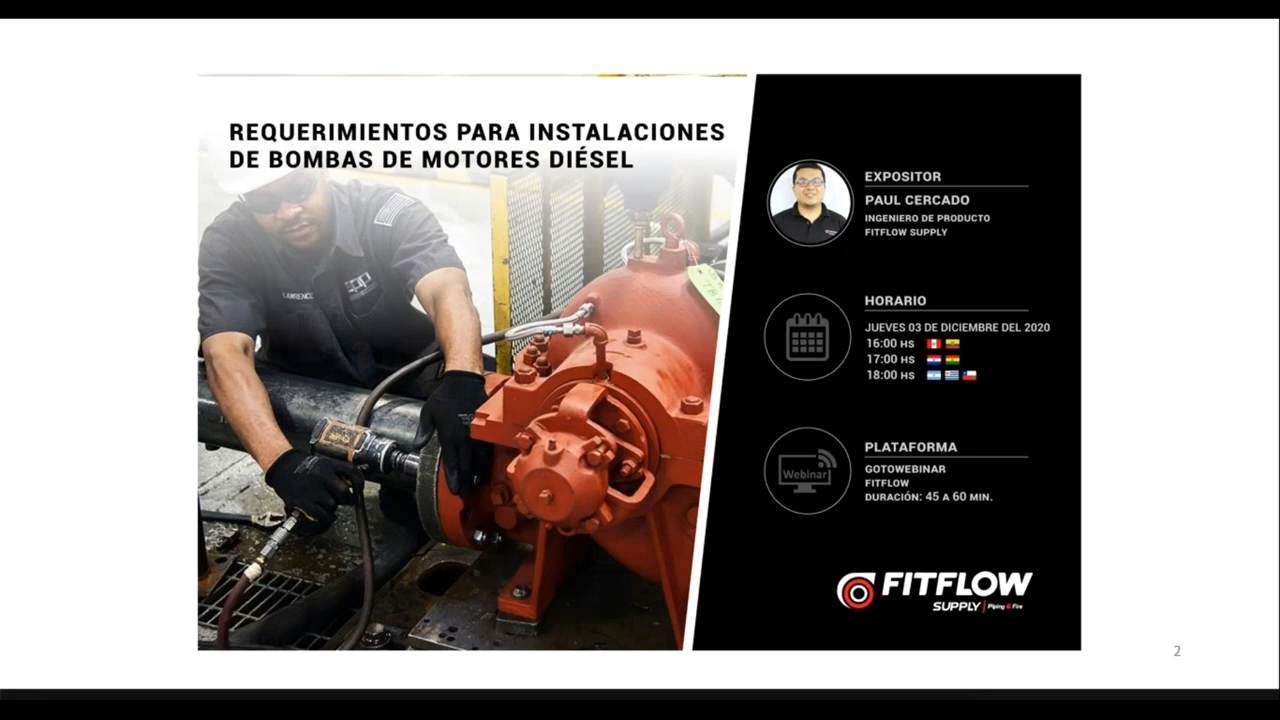 REQUERIMIENTOS PARA INSTALACIONES
DE BOMBAS DE MOTORES DIÉSEL
LAWRENCE
EXPOSITOR
PAUL CERCADO
INGENIERO DE PRODUCTO
FITFLOW SUPPLY
HORARIO
JUEVES 03 DE DICIEMBRE DEL 2020
16:00 HS
17:00 HS
18:00 HS
PLATAFORMA
Webinar
GOTOWEBINAR
FITFLOW
DURACIÓN: 45 A 60 MIN.
FITFLOW
SUPPLY | Piping & Fire
2